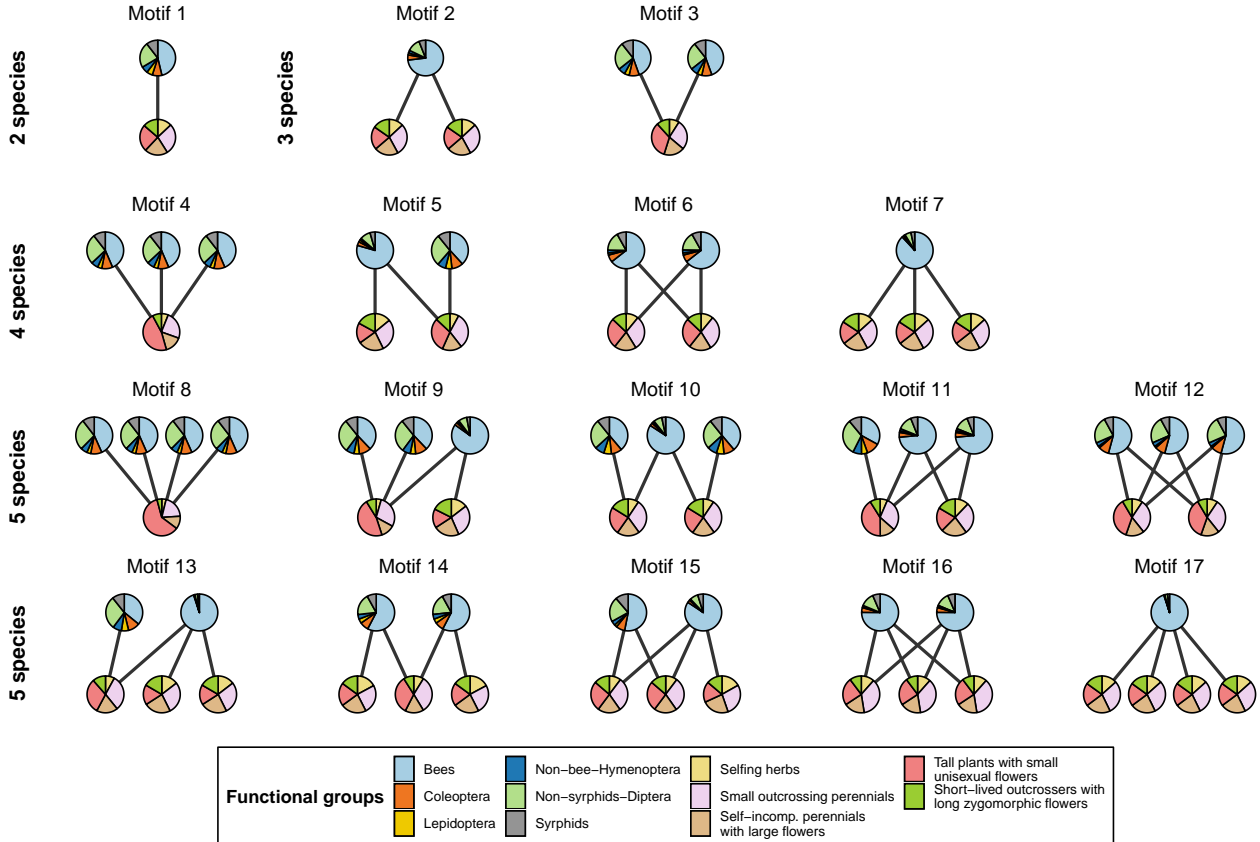 Motif 1
Motif 2
Motif 3
2 species
3 species
Motif 4
Motif 5
Motif 6
Motif 7
4 species
Motif 8
Motif 9
Motif 10
Motif 11
Motif 12
5 species
Motif 13
Motif 14
Motif 15
Motif 16
Motif 17
5 species
Functional groups
Bees
Coleoptera
Lepidoptera
Non−bee−Hymenoptera
Non−syrphids−Diptera
Syrphids
Selfing herbs
Small outcrossing perennials
Self−incomp. perennials
with large flowers
Tall plants with small
unisexual flowers
Short−lived outcrossers with
long zygomorphic flowers